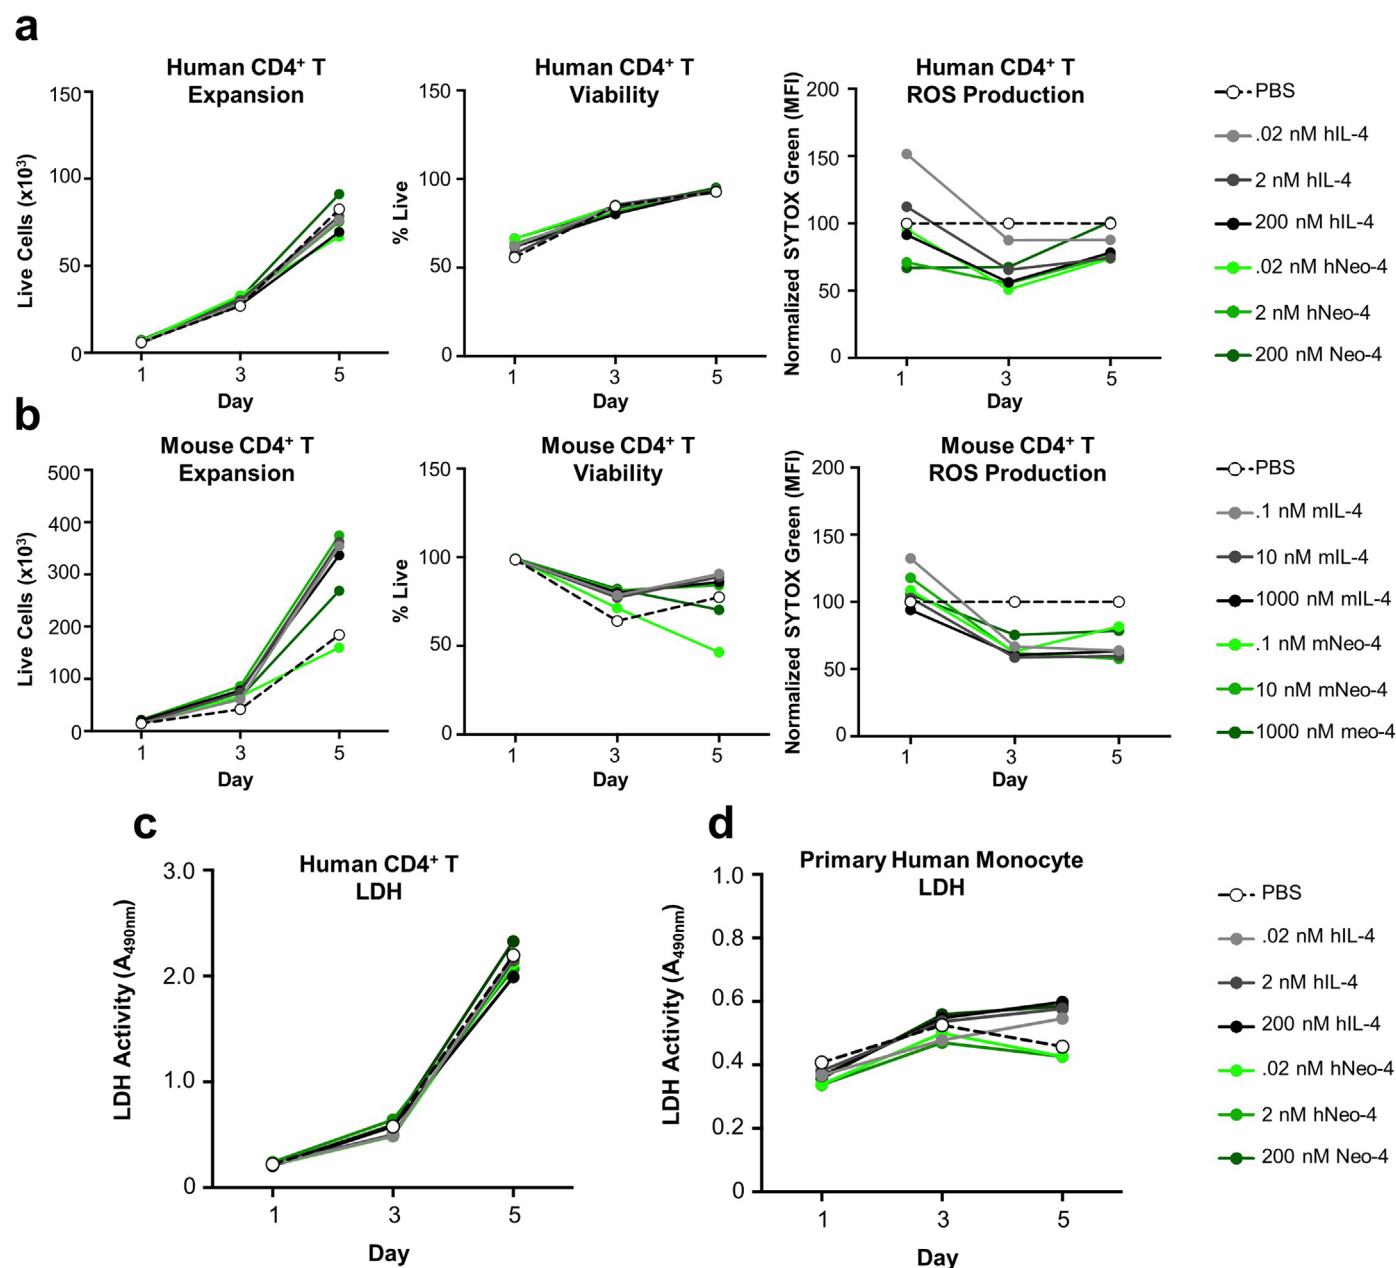 a
Human CD4+ T
Expansion
Live Cells (x10³)
150
100
50
0
1 3 5
Day
Human CD4+ T
Viability
% Live
150
100
50
0
1 3 5
Day
Human CD4+ T
ROS Production
Normalized SYTOX Green (MFI)
200
150
100
50
0
1 3 5
Day
PBS
.02 nM hIL-4
2 nM hIL-4
200 nM hIL-4
.02 nM hNeo-4
2 nM hNeo-4
200 nM Neo-4
b
Mouse CD4+ T
Expansion
Live Cells (x10³)
500
400
300
200
100
0
1 3 5
Day
Mouse CD4+ T
Viability
% Live
150
100
50
0
1 3 5
Day
Mouse CD4+ T
ROS Production
Normalized SYTOX Green (MFI)
200
150
100
50
0
1 3 5
Day
PBS
.1 nM mIL-4
10 nM mIL-4
1000 nM mIL-4
.1 nM mNeo-4
10 nM mNeo-4
1000 nM meo-4
c
Human CD4+ T
LDH
LDH Activity (A490nm)
3.0
2.0
1.0
0
1 3 5
Day
d
Primary Human Monocyte
LDH
LDH Activity (A490nm)
1.0
0.8
0.6
0.4
0.2
0
1 3 5
Day
PBS
.02 nM hIL-4
2 nM hIL-4
200 nM hIL-4
.02 nM hNeo-4
2 nM hNeo-4
200 nM Neo-4